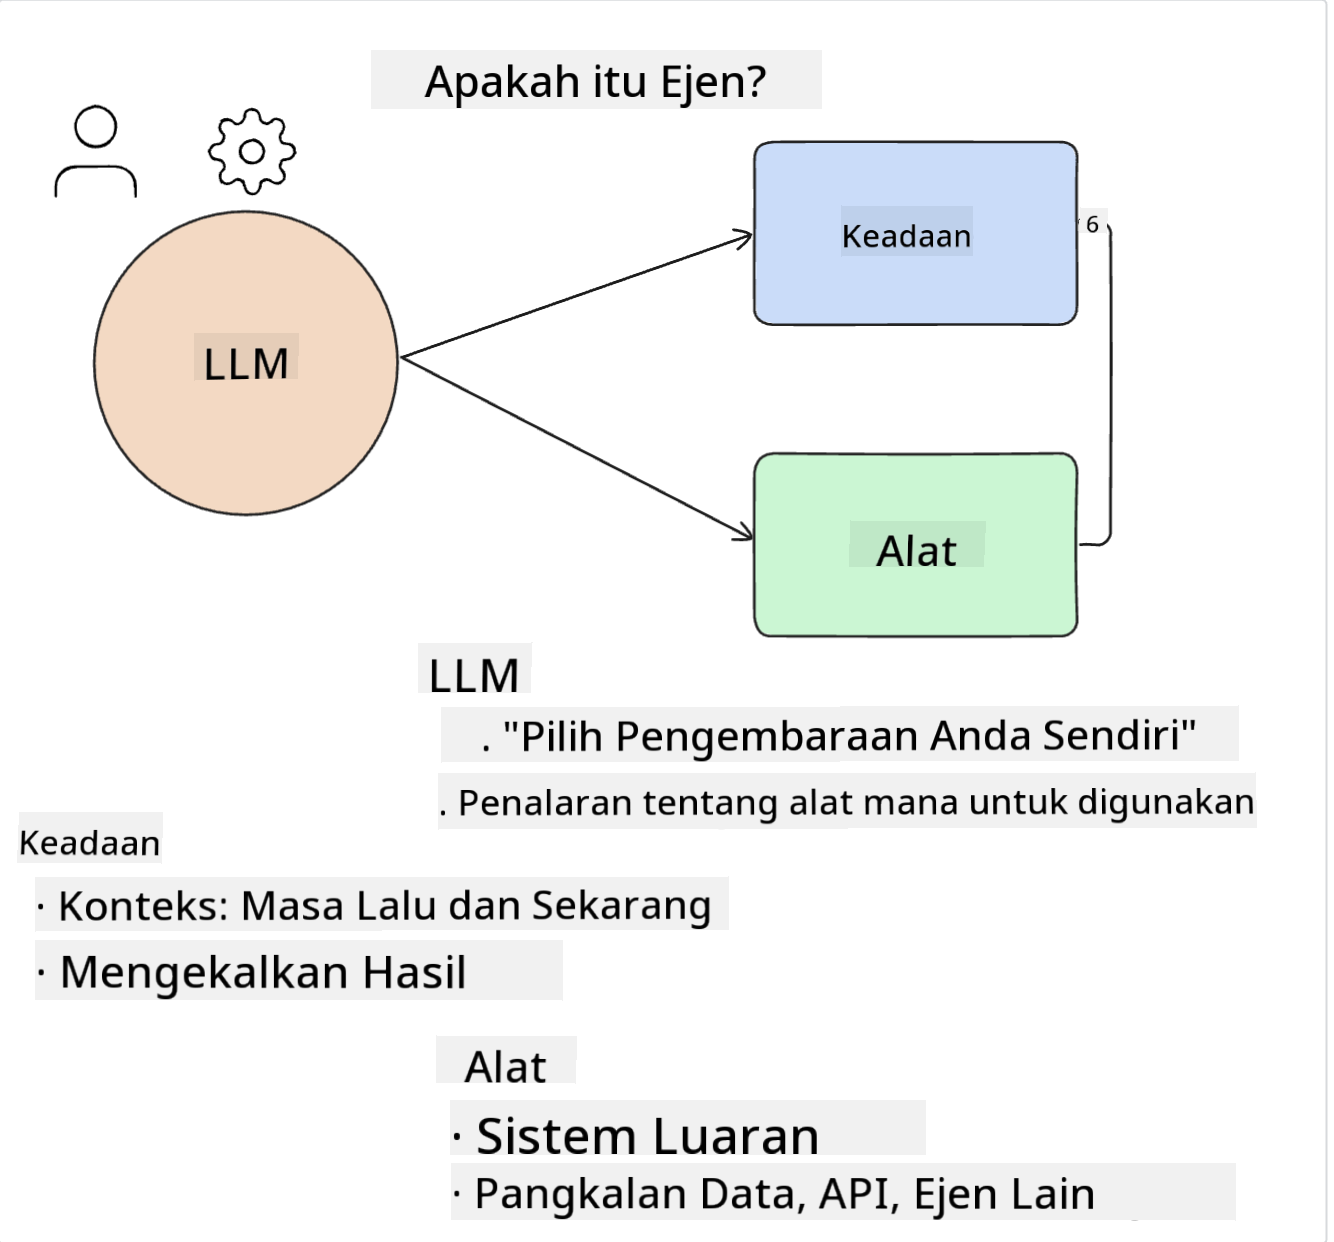 Apakah itu Ejen?
Keadaan
6
LLM
Alat
LLM
. "Pilih Pengembaraan Anda Sendiri"
. Penalaran tentang alat mana untuk digunakan
Keadaan
· Konteks: Masa Lalu dan Sekarang
· Mengekalkan Hasil
Alat
· Sistem Luaran
· Pangkalan Data, API, Ejen Lain